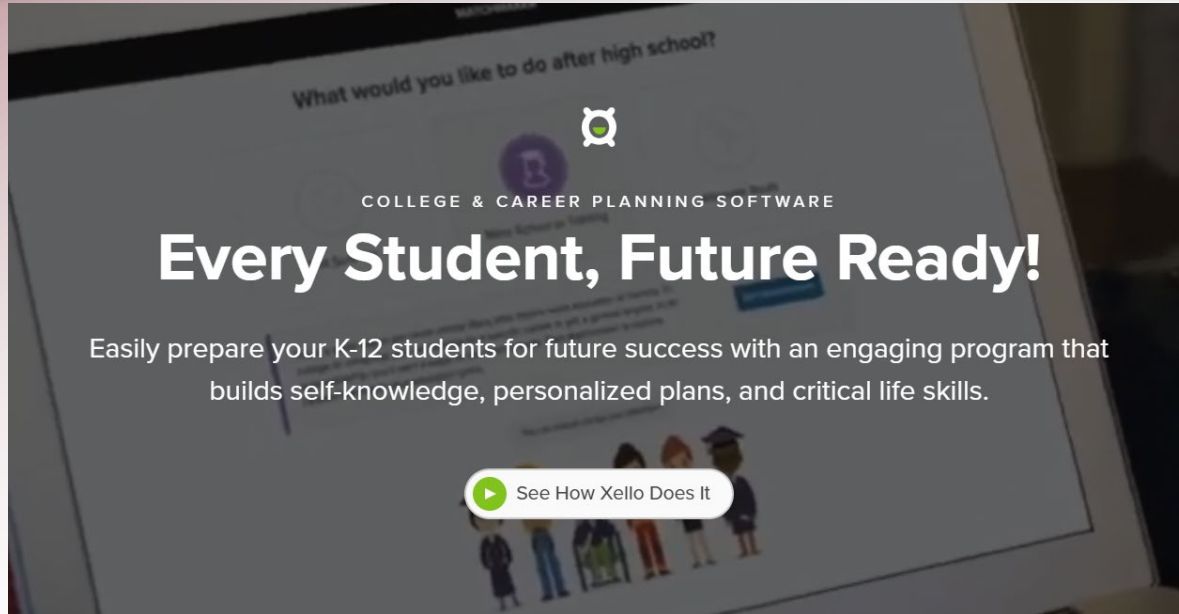 MATCHMAKER
What would you like to do after high school?
COLLEGE & CAREER PLANNING SOFTWARE
Every Student, Future Ready!
Easily prepare your K-12 students for future success with an engaging program that
builds self-knowledge, personalized plans, and critical life skills.
See How Xello Does It